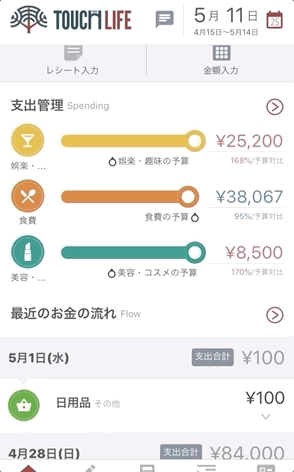 TOUCH LIFE
5月 11日
25
4月15日〜5月14日
レシート入力
金額入力
支出管理 Spending
¥25,200
娯楽・...
娯楽・趣味の予算
168%/予算対比
¥38,067
食費
食費の予算
95%/予算対比
¥8,500
美容・...
美容・コスメの予算
170%/予算対比
最近のお金の流れ Flow
5月1日(水)
支出合計
¥100
日用品 その他
¥100
4月28日(日)
支出合計
¥84,000